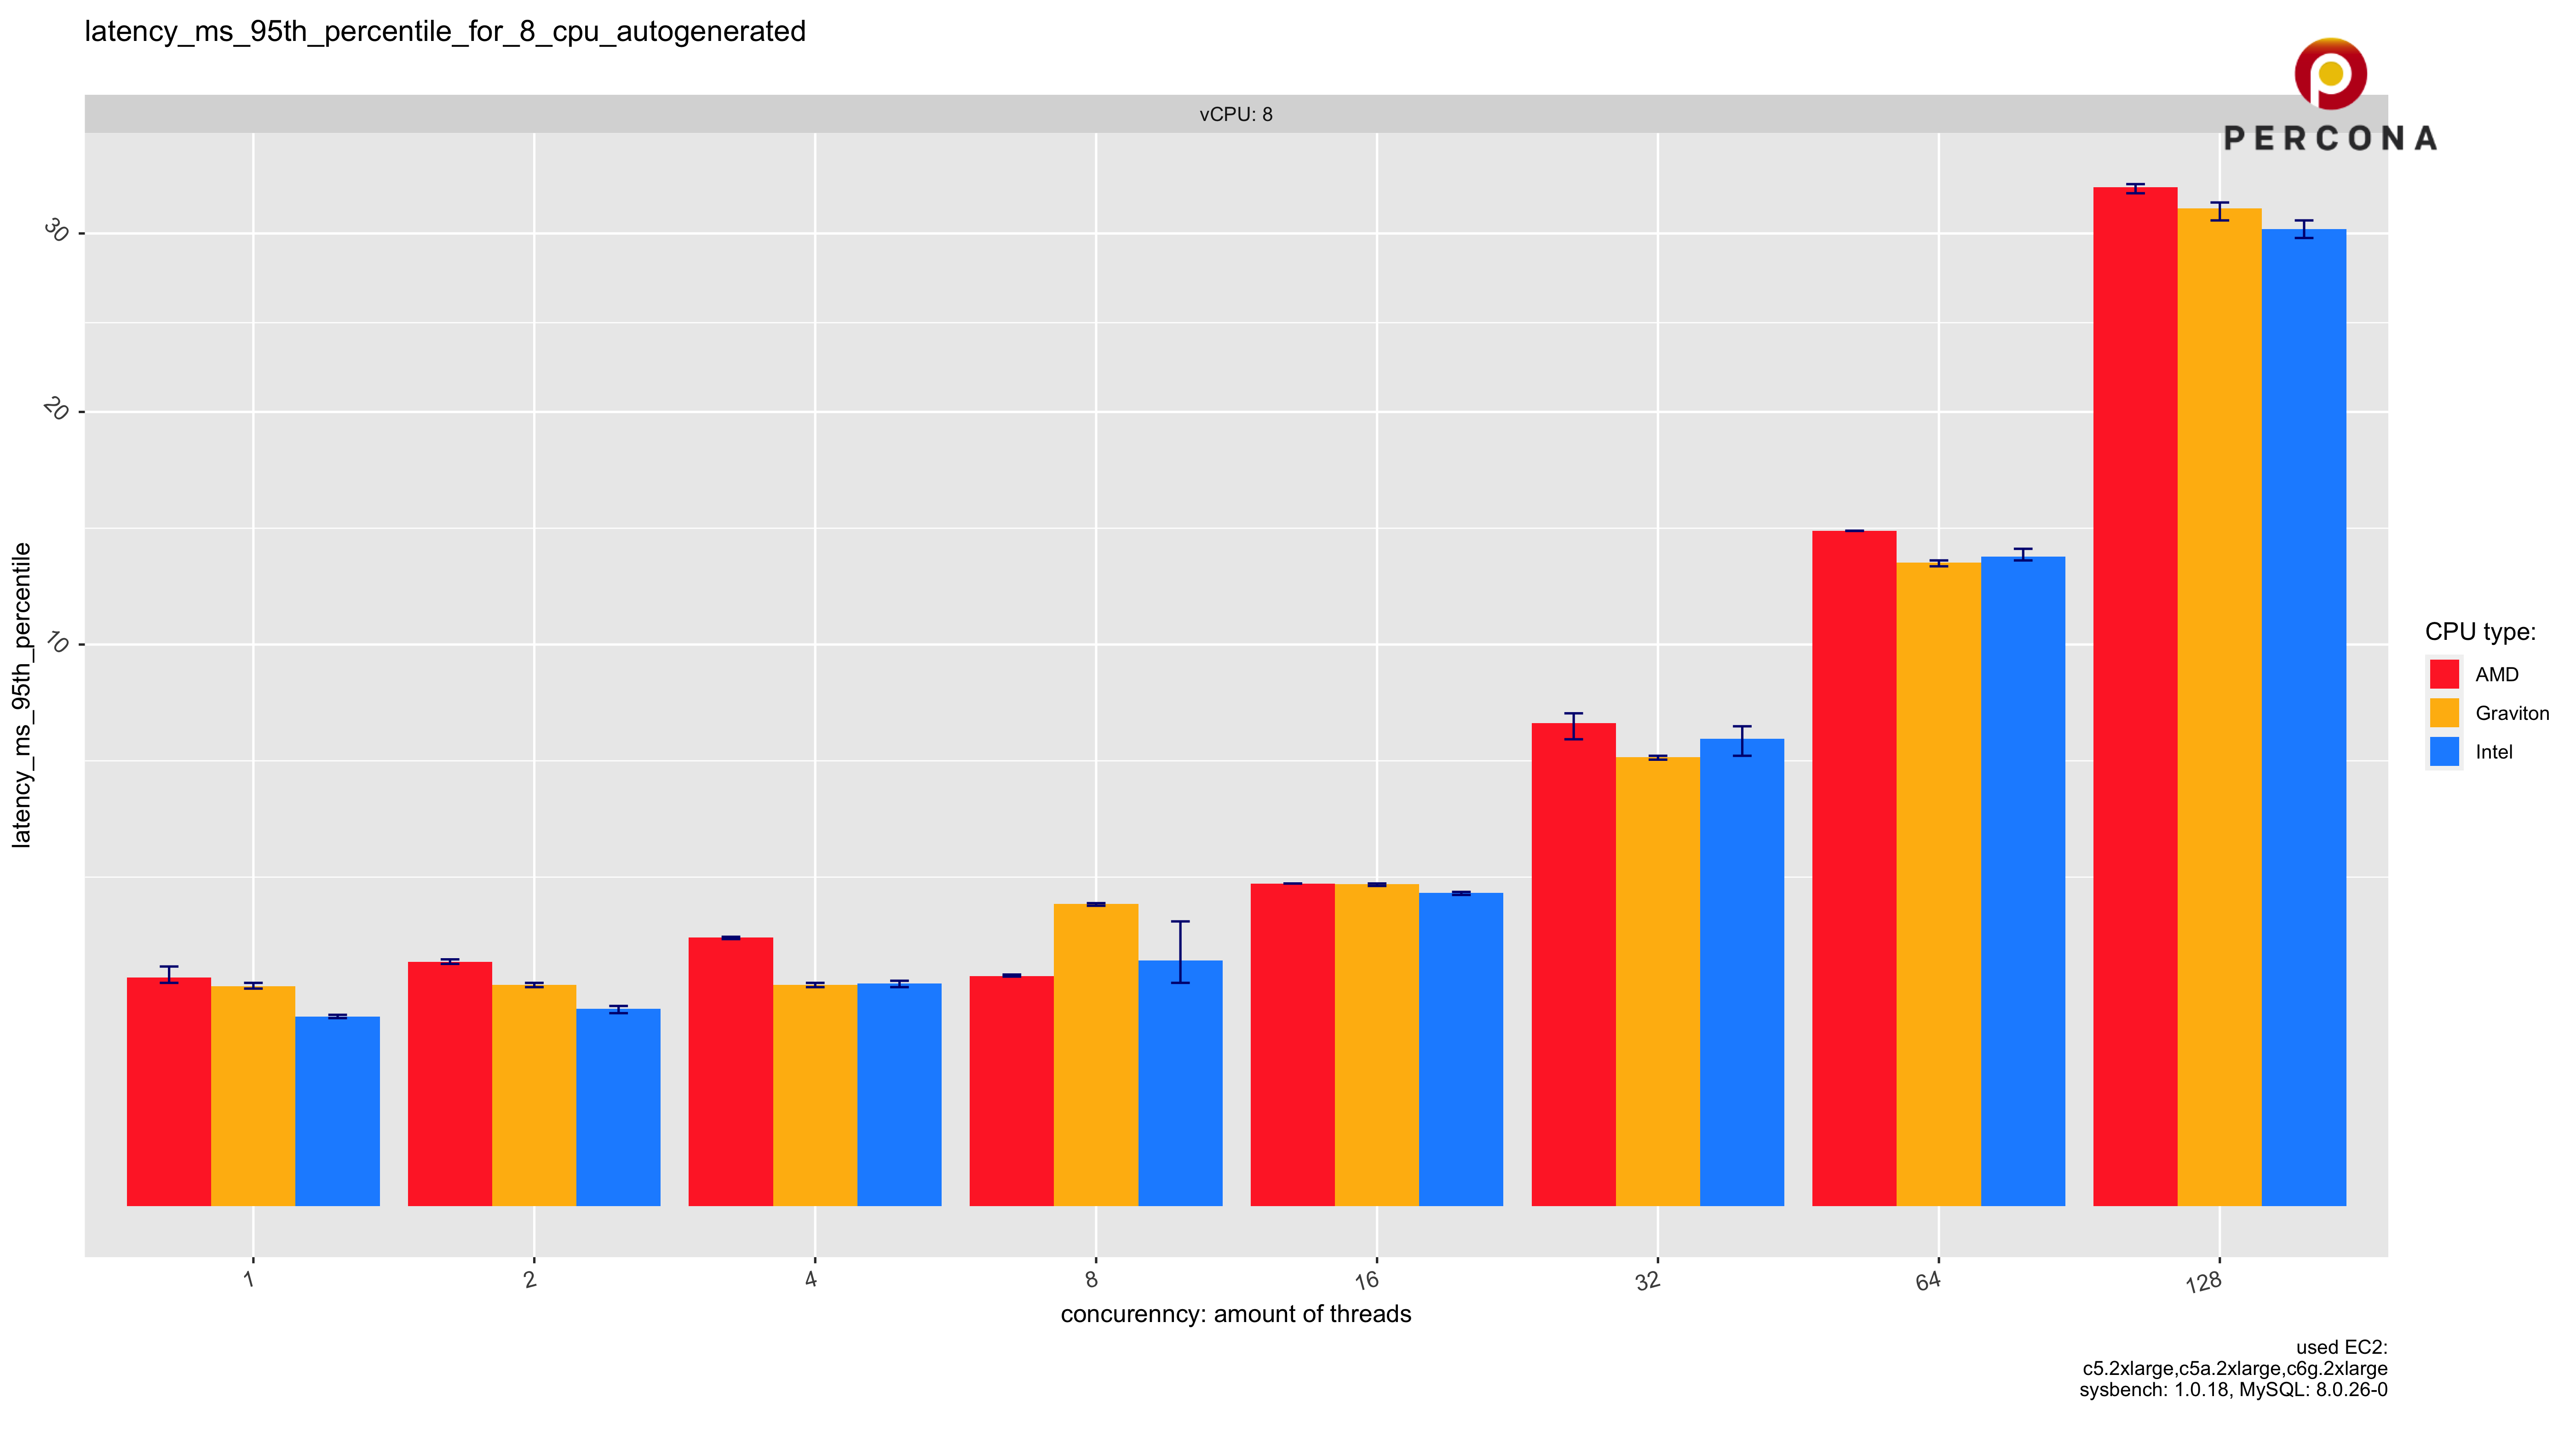 latency_ms_95th_percentile_for_8_cpu_autogenerated
PERCONA
vCPU: 8
30
20
10
latency_ms_95th_percentile
CPU type:
AMD
Graviton
Intel
1
2
4
8
16
32
64
128
concurenncy: amount of threads
used EC2:
c5.2xlarge,c5a.2xlarge,c6g.2xlarge
sysbench: 1.0.18, MySQL: 8.0.26-0